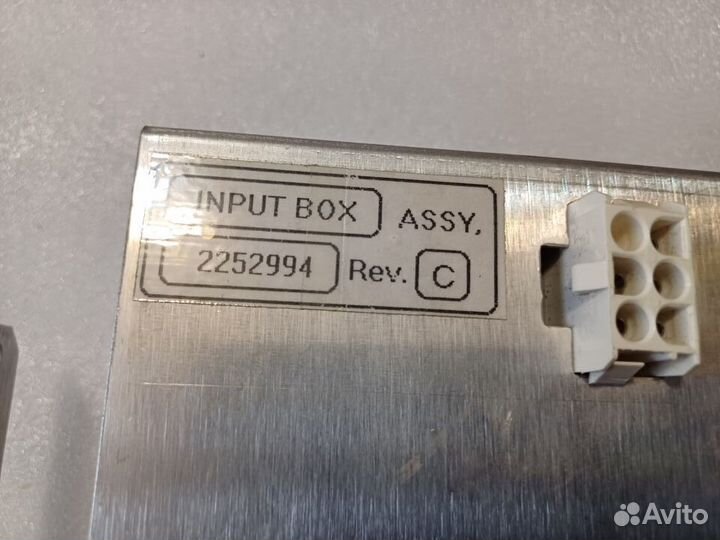 INPUT BOX ASSY,
2252994 Rev. C
Avito